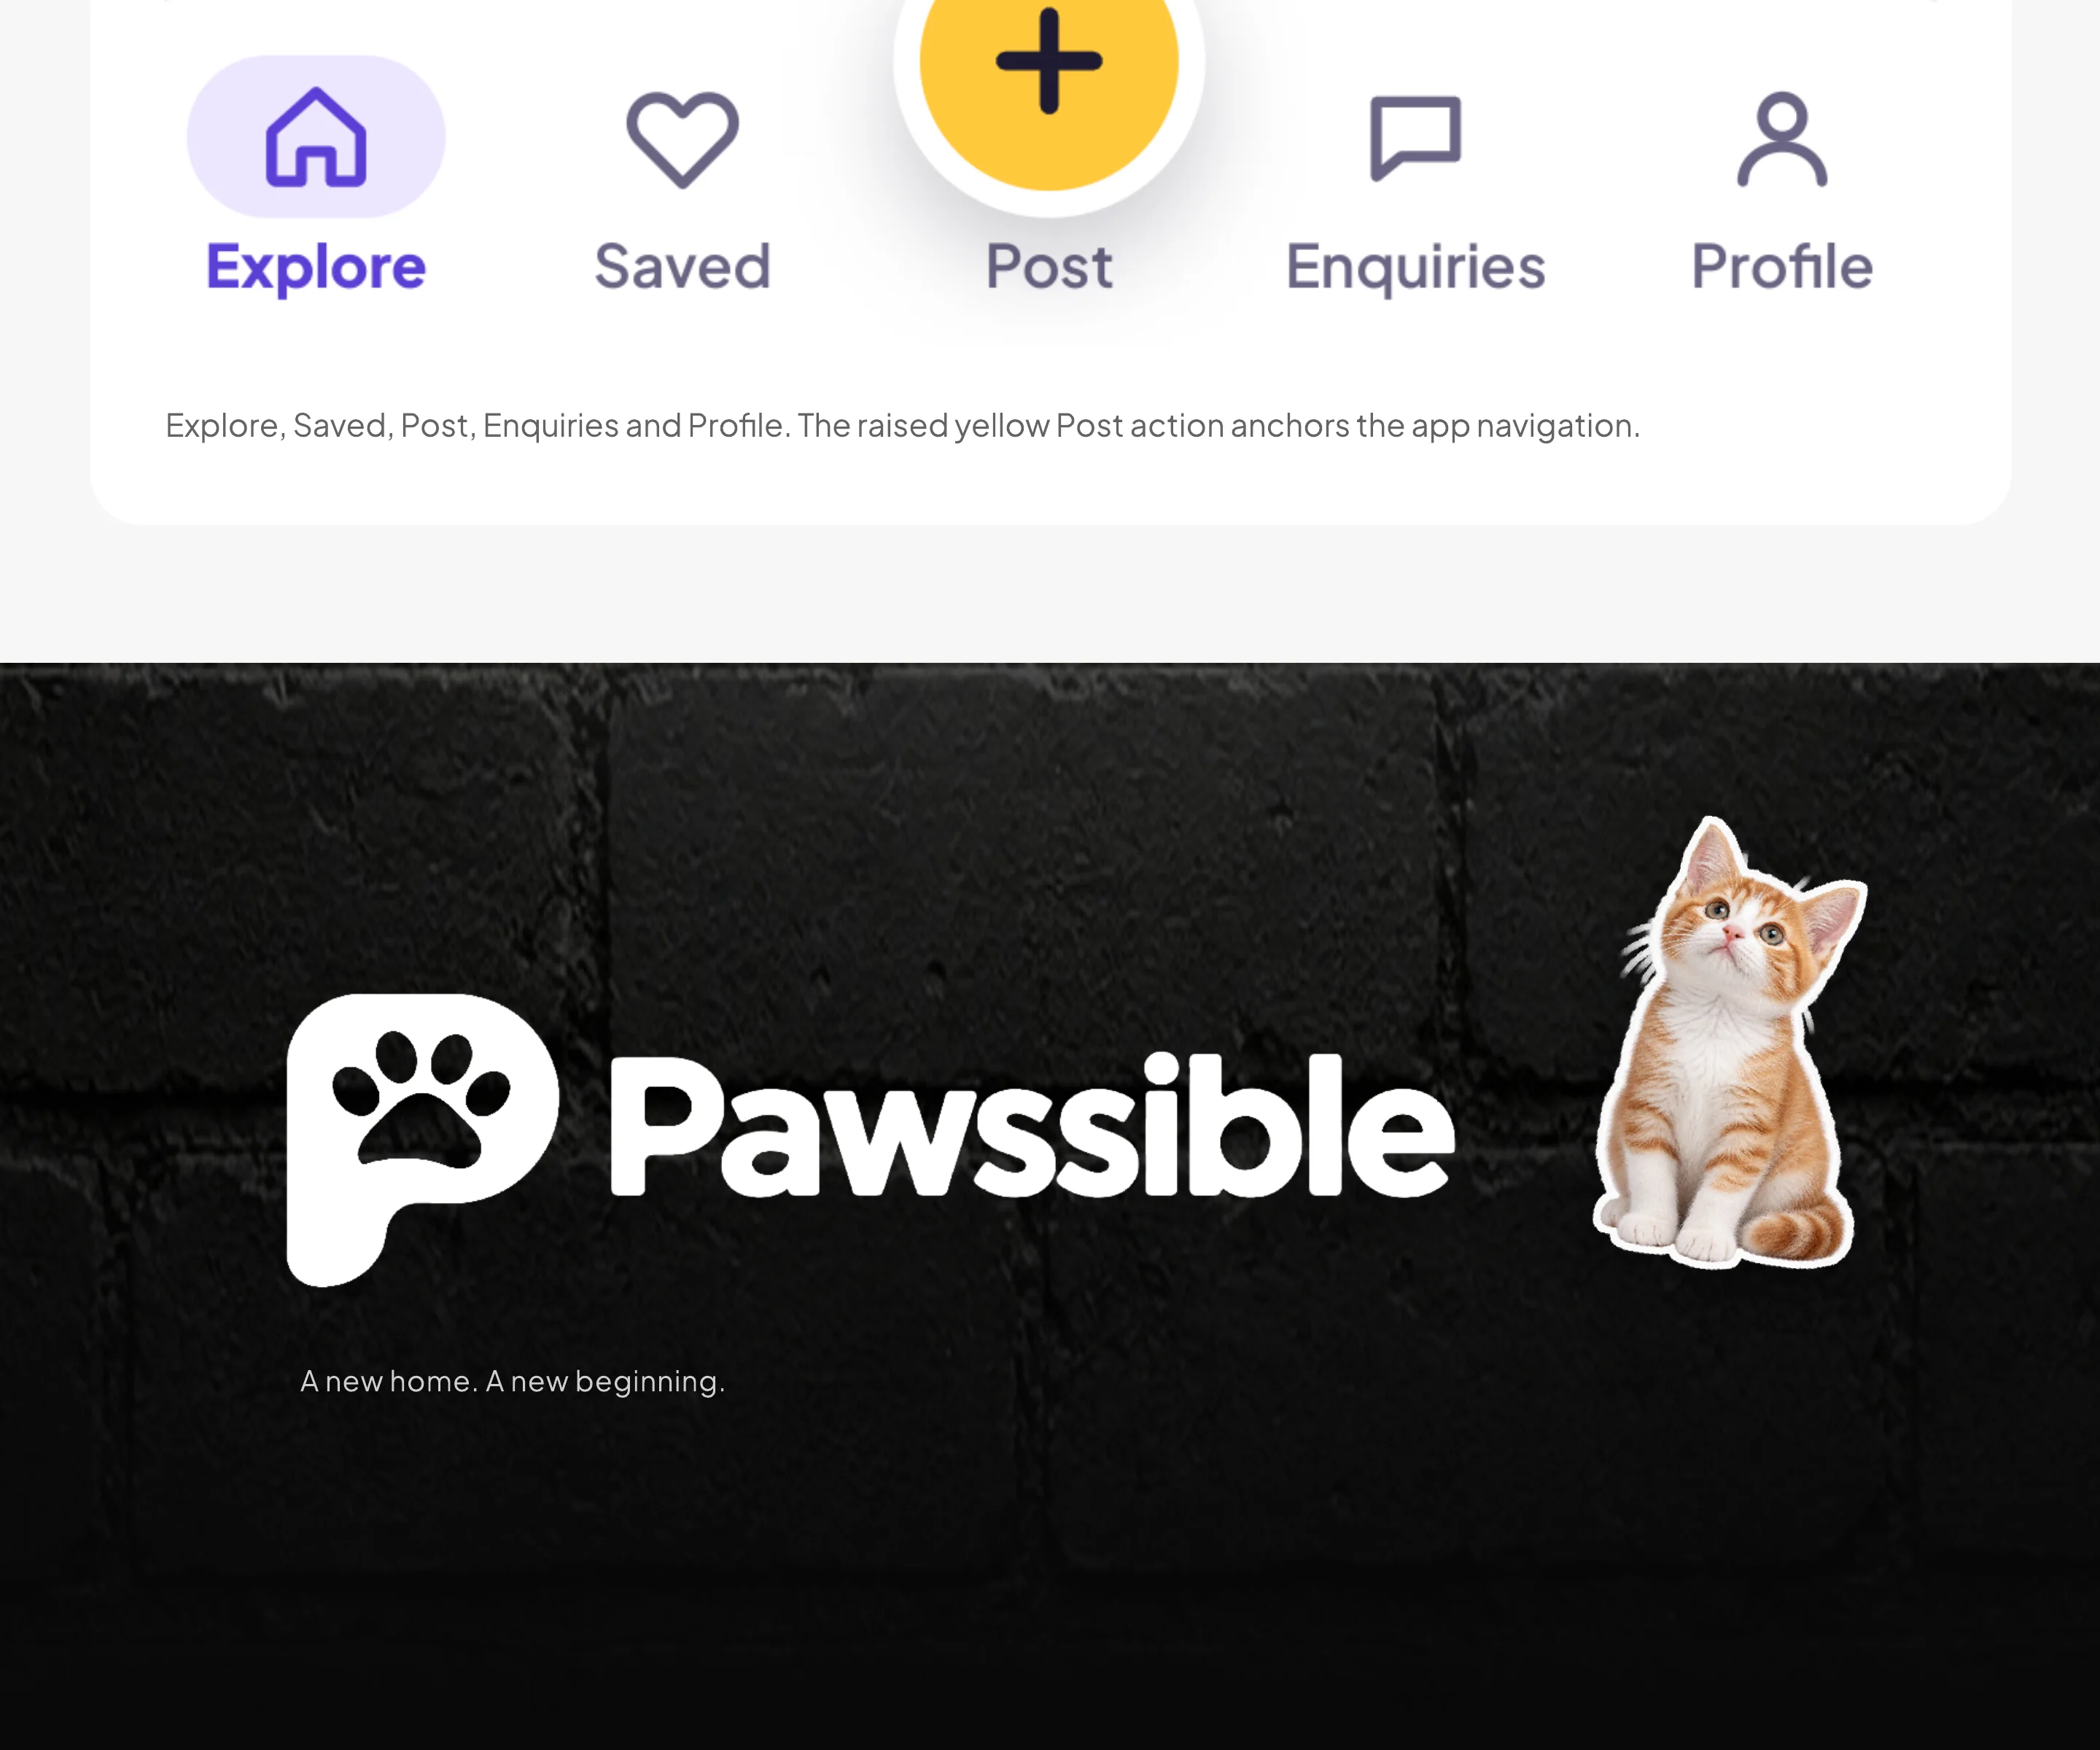 Explore
Saved
Post
Enquiries
Profile
Explore, Saved, Post, Enquiries and Profile. The raised yellow Post action anchors the app navigation.
Pawssible
A new home. A new beginning.